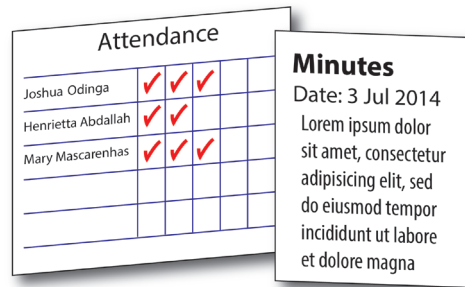 Attendance
Joshua Odinga
Henrietta Abdallah
Mary Mascarenhas
Minutes
Date: 3 Jul 2014
Lorem ipsum dolor
sit amet, consectetur
adipisicing elit, sed
do eiusmod tempor
incididunt ut labore
et dolore magna